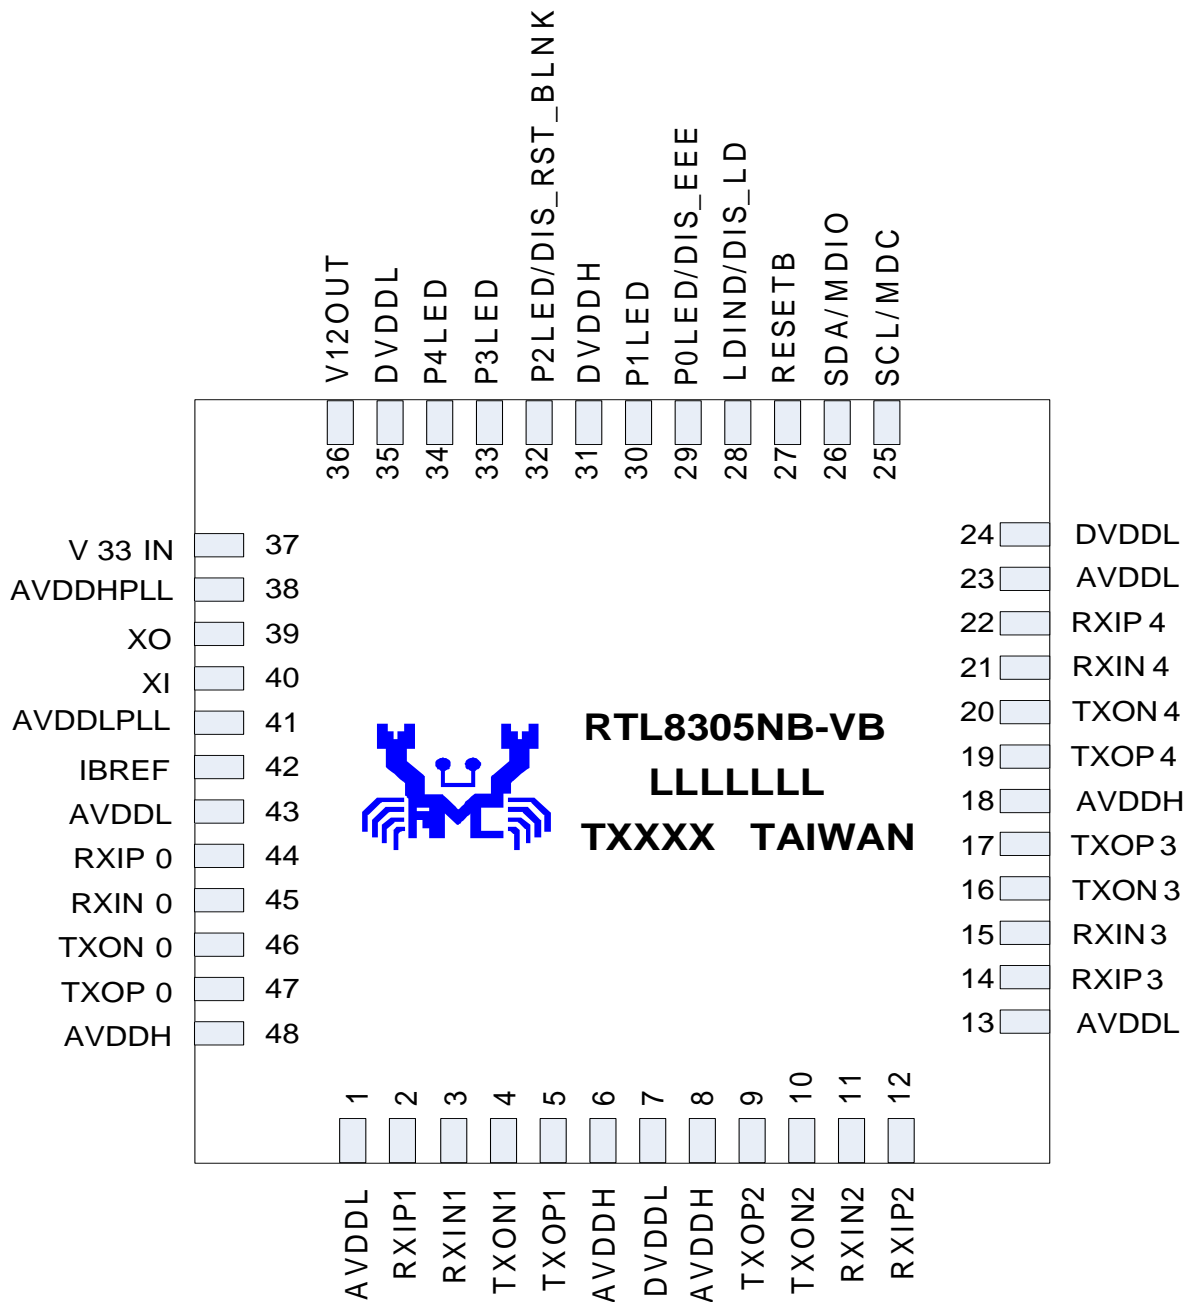 V12OUT
DVDDL
P4LED
P3LED
P2LED/DIS_RST_BLNK
DVDDH
P1LED
P0LED/DIS_EEE
LDIND/DIS_LD
RESETB
SDA/MDIO
SCL/MDC
36
35
34
33
32
31
30
29
28
27
26
25
V 33 IN 37
AVDDHPLL 38
XO 39
XI 40
AVDDLPLL 41
IBREF 42
AVDDL 43
RXIP 0 44
RXIN 0 45
TXON 0 46
TXOP 0 47
AVDDH 48
RTL8305NB-VB
LLLLLLL
TXXXX TAIWAN
24 DVDDL
23 AVDDL
22 RXIP 4
21 RXIN 4
20 TXON 4
19 TXOP 4
18 AVDDH
17 TXOP 3
16 TXON 3
15 RXIN 3
14 RXIP 3
13 AVDDL
1
2
3
4
5
6
7
8
9
10
11
12
AVDDL
RXIP1
RXIN1
TXON1
TXOP1
AVDDH
DVDDL
AVDDH
TXOP2
TXON2
RXIN2
RXIP2